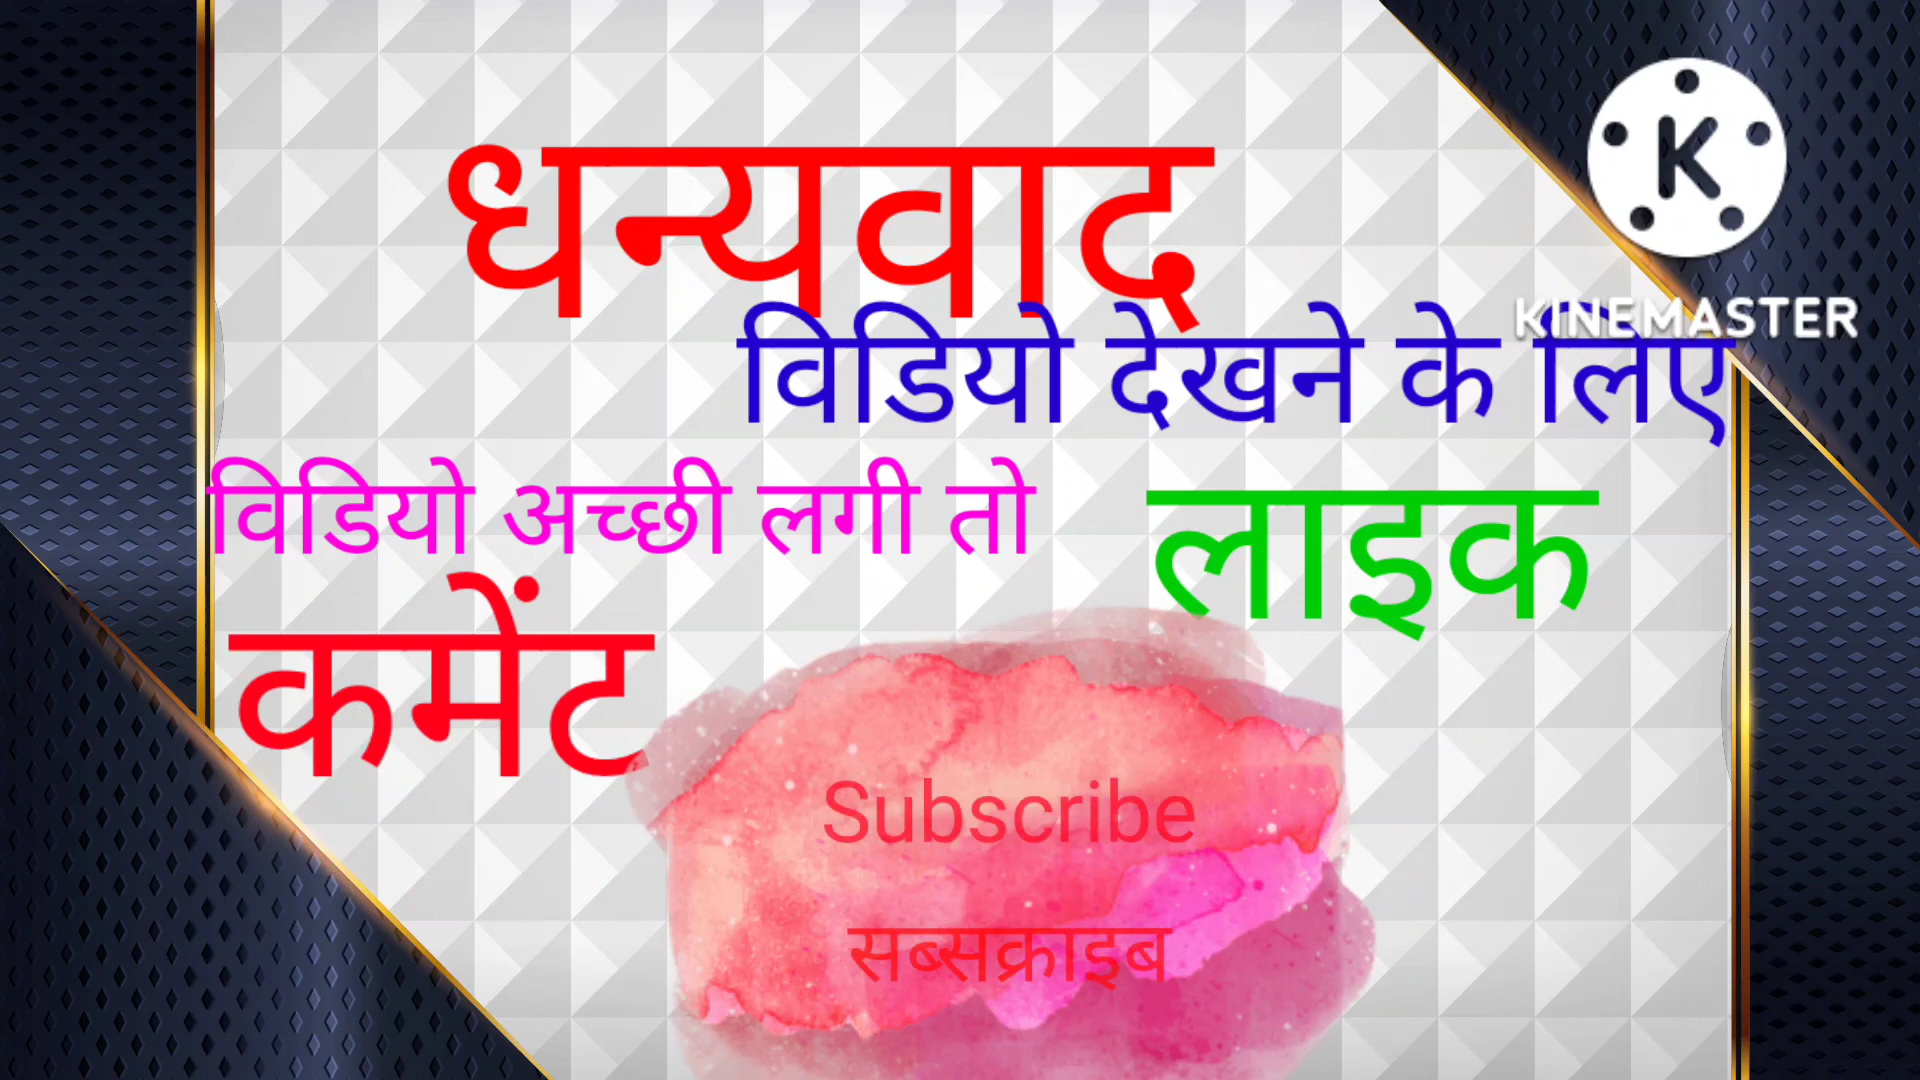 धन्यवाद
KINEMASTER
विडियो देखने के लिए
विडियो अच्छी लगी तो लाइक
कमेंट
Subscribe
सब्सक्राइब